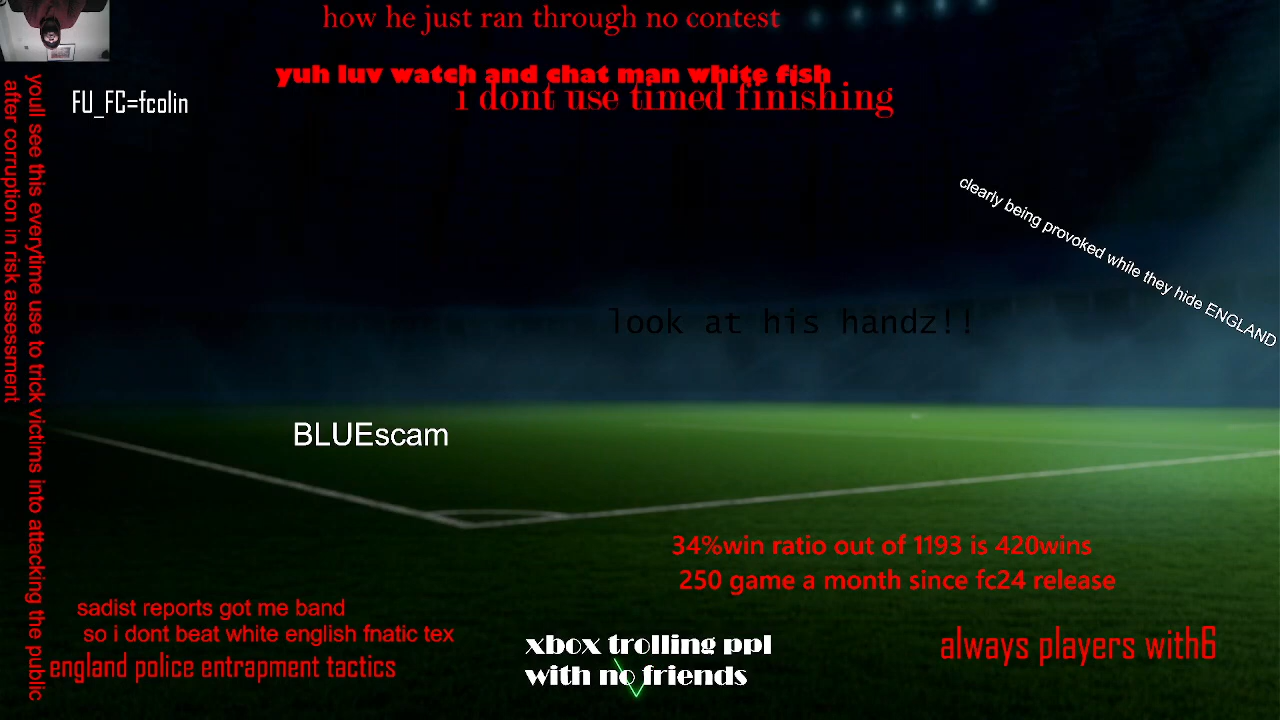 how he just ran through no contest
yuh luv watch and chat man white fish
i dont use timed finishing
FU_FC=fcolin
youll see this everytime use to trick victims into attacking the public
after corruption in risk assessment
clearly being provoked while they hide ENGLAND
look at his handz!!
BLUEscam
34%win ratio out of 1193 is 420wins
250 game a month since fc24 release
sadist reports got me band
so i dont beat white english fnatic tex
england police entrapment tactics
xbox trolling ppl
with no friends
always players with6